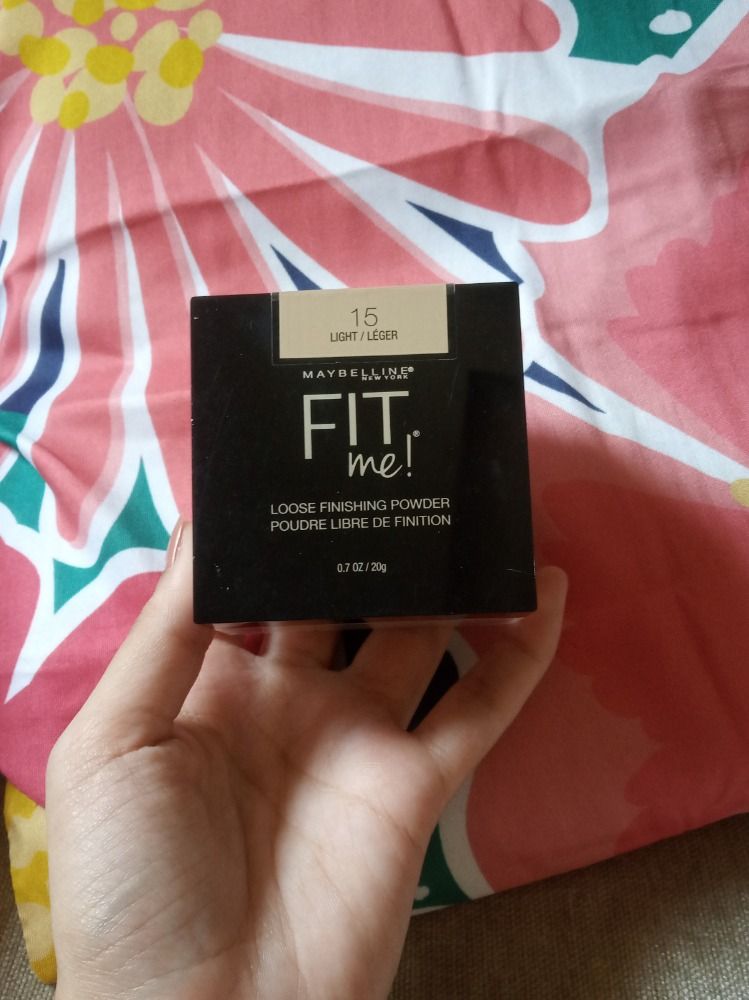 15
LIGHT / LÉGER
MAYBELLINE®
NEW YORK
FIT
me!®
LOOSE FINISHING POWDER
POUDRE LIBRE DE FINITION
0.7 OZ / 20g